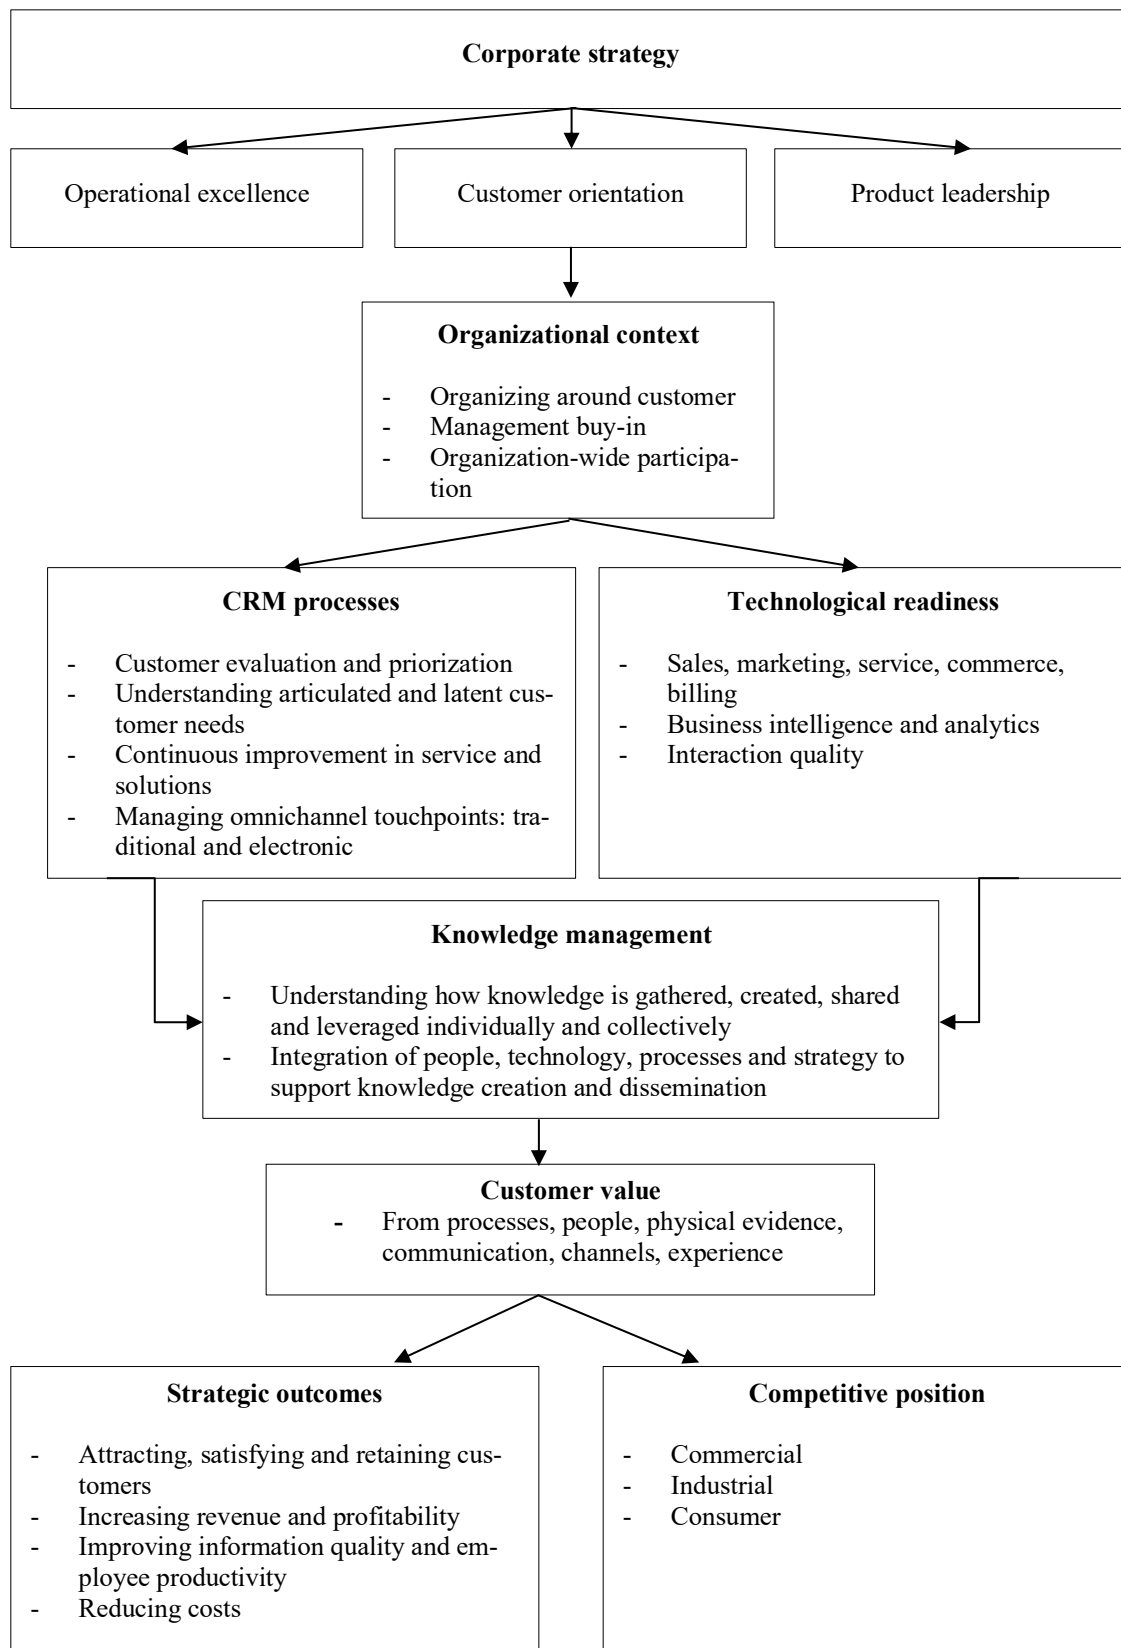 Corporate strategy
Operational excellence
Customer orientation
Product leadership
Organizational context
- Organizing around customer
- Management buy-in
- Organization-wide participa-
tion
CRM processes
- Customer evaluation and priorization
- Understanding articulated and latent cus-
tomer needs
- Continuous improvement in service and
solutions
- Managing omnichannel touchpoints: tra-
ditional and electronic
Technological readiness
- Sales, marketing, service, commerce,
billing
- Business intelligence and analytics
- Interaction quality
Knowledge management
- Understanding how knowledge is gathered, created, shared
and leveraged individually and collectively
- Integration of people, technology, processes and strategy to
support knowledge creation and dissemination
Customer value
- From processes, people, physical evidence,
communication, channels, experience
Strategic outcomes
- Attracting, satisfying and retaining cus-
tomers
- Increasing revenue and profitability
- Improving information quality and em-
ployee productivity
- Reducing costs
Competitive position
- Commercial
- Industrial
- Consumer